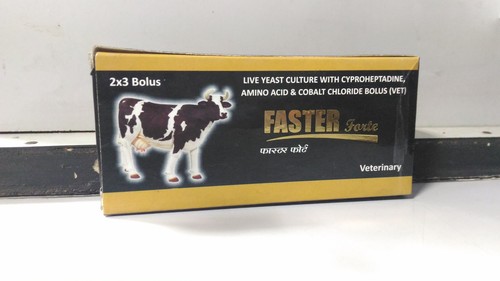 2x3 Bolus
LIVE YEAST CULTURE WITH CYPROHEPTADINE,
AMINO ACID & COBALT CHLORIDE BOLUS (VET)
FASTER Forte
फास्टर फोर्ट
Veterinary